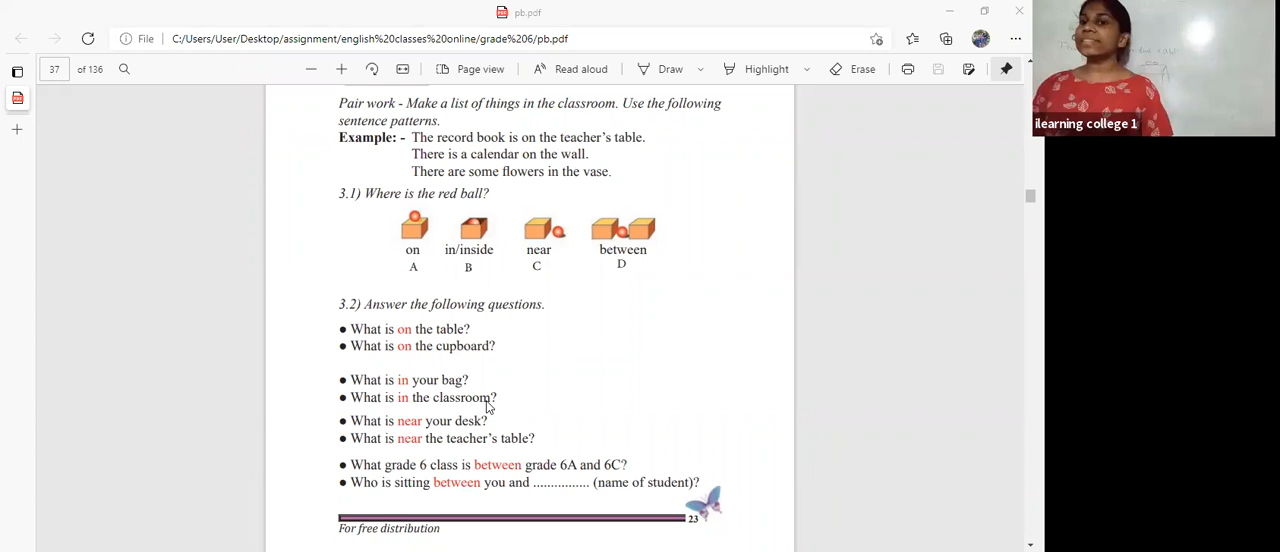 pb.pdf
File C:/Users/User/Desktop/assignment/english%20classes%20online/grade%206/pb.pdf
37 of 136 Page view Read aloud Draw Highlight Erase
ilearning college 1
Pair work - Make a list of things in the classroom. Use the following
sentence patterns.
Example: - The record book is on the teacher's table.
There is a calendar on the wall.
There are some flowers in the vase.
3.1) Where is the red ball?
on in/inside near between
A B C D
3.2) Answer the following questions.
● What is on the table?
● What is on the cupboard?
● What is in your bag?
● What is in the classroom?
● What is near your desk?
● What is near the teacher's table?
● What grade 6 class is between grade 6A and 6C?
● Who is sitting between you and ................ (name of student)?
23
For free distribution